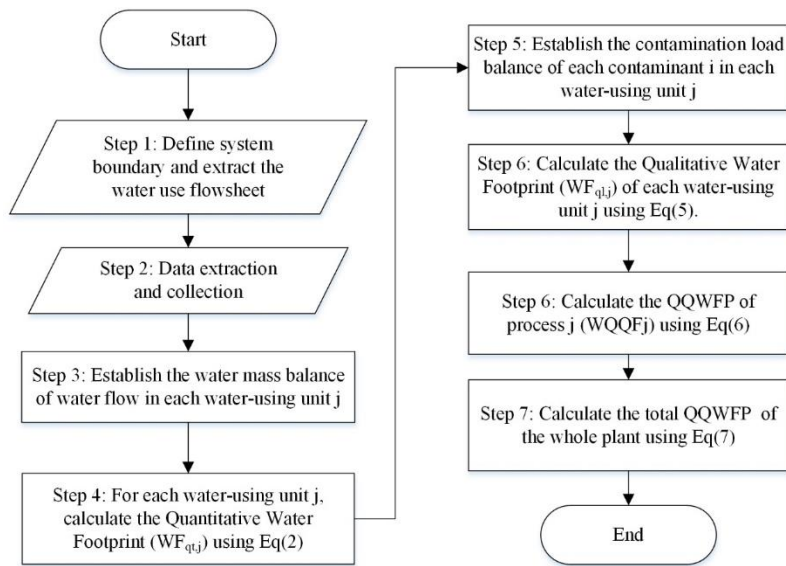 Start
Step 1: Define system
boundary and extract the
water use flowsheet
Step 2: Data extraction
and collection
Step 3: Establish the water mass balance
of water flow in each water-using unit j
Step 4: For each water-using unit j,
calculate the Quantitative Water
Footprint (WFqt,j) using Eq(2)
Step 5: Establish the contamination load
balance of each contaminant i in each
water-using unit j
Step 6: Calculate the Qualitative Water
Footprint (WFql,j) of each water-using
unit j using Eq(5).
Step 6: Calculate the QQWFP of
process j (WQQFj) using Eq(6)
Step 7: Calculate the total QQWFP of
the whole plant using Eq(7)
End